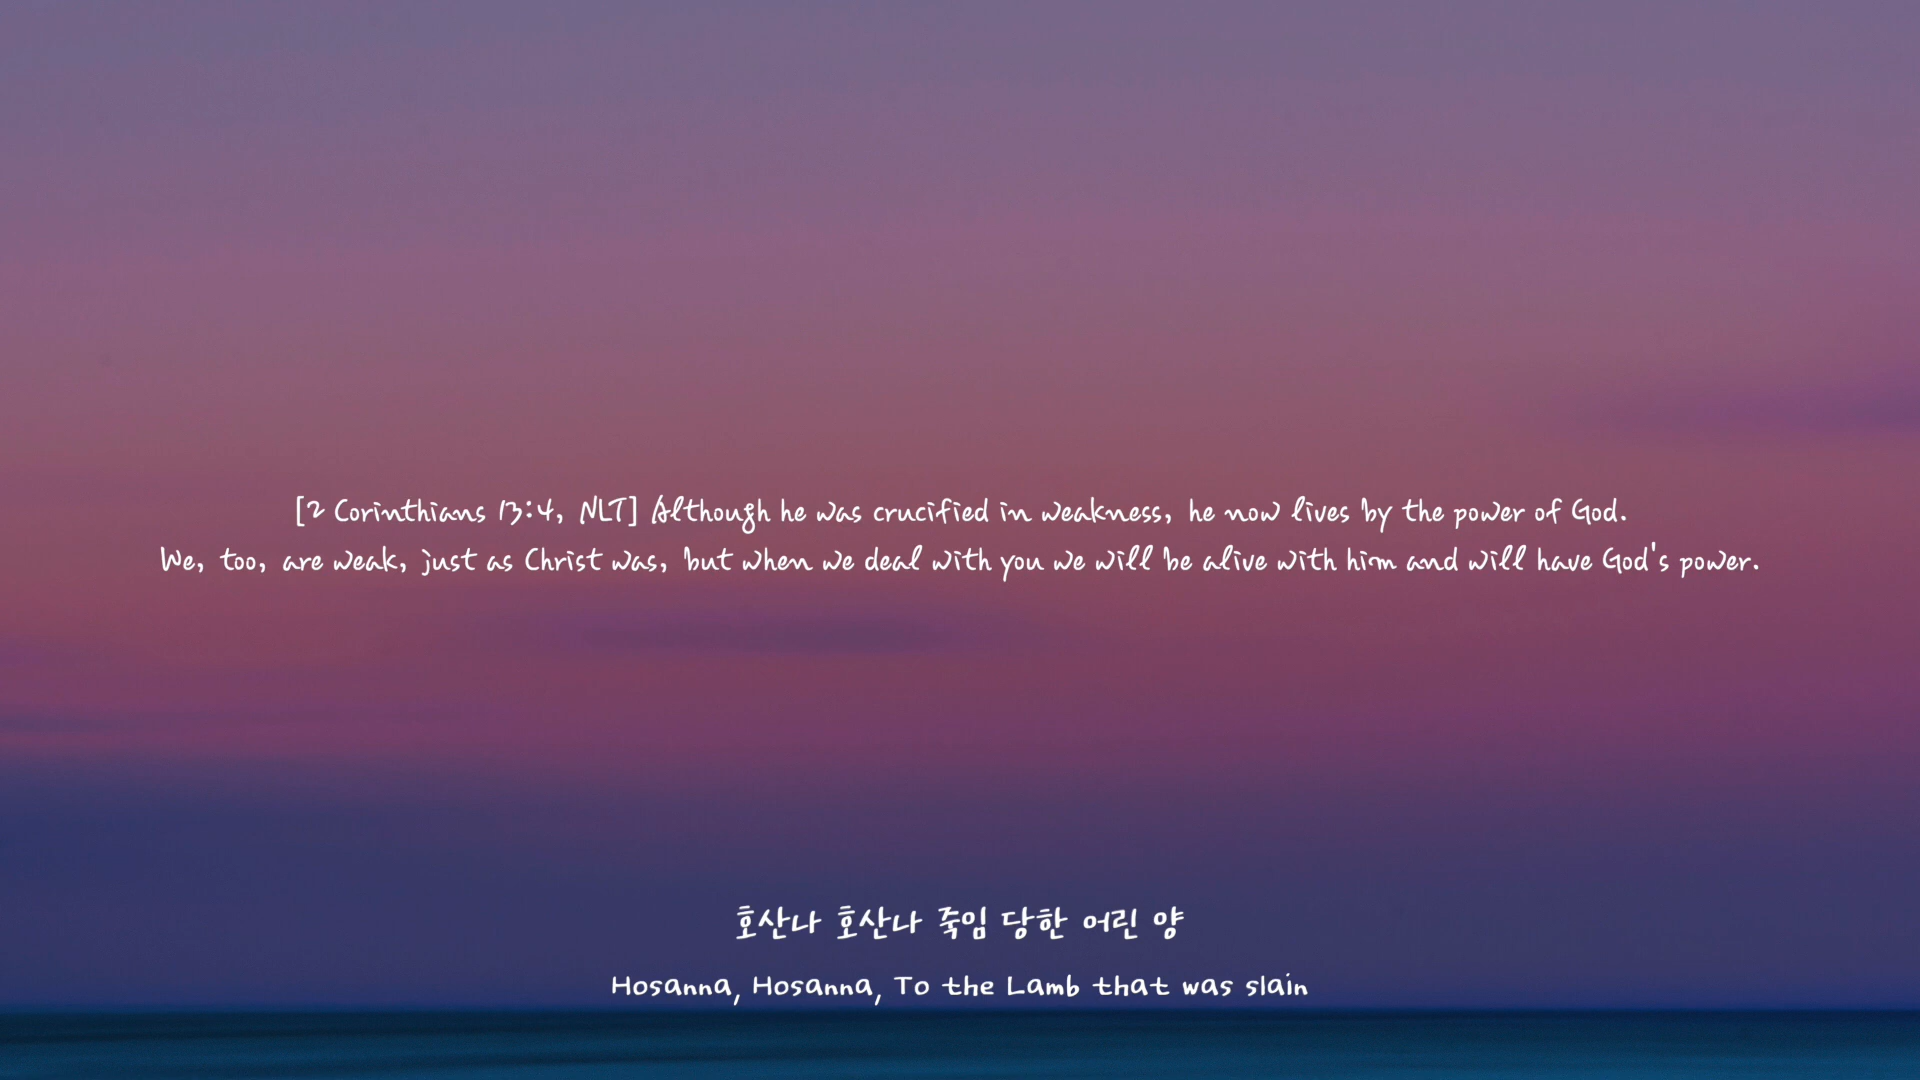 [2 Corinthians 13:4, NLT] Although he was crucified in weakness, he now lives by the power of God.
We, too, are weak, just as Christ was, but when we deal with you we will be alive with him and will have God's power.
호산나 호산나 죽임 당한 어린 양
Hosanna, Hosanna, To the Lamb that was slain